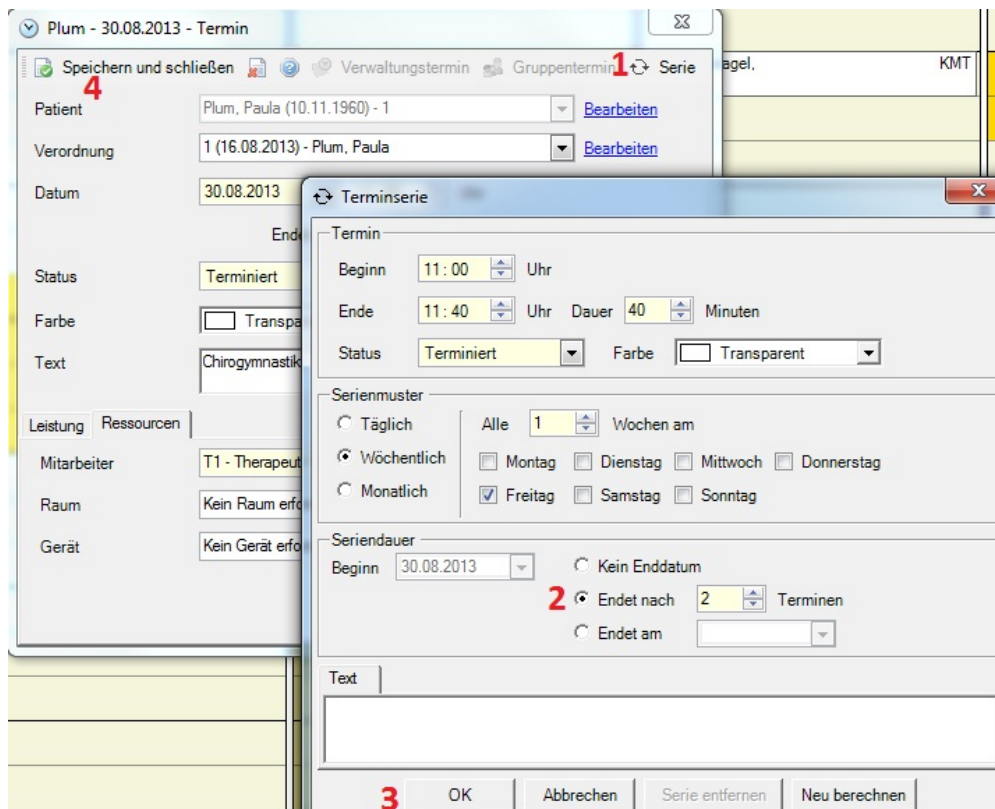 Plum - 30.08.2013 - Termin
Speichern und schließen Verwaltungstermin Gruppentermin 1 Serie
4
KMT
Patient Plum, Paula (10.11.1960) - 1 Bearbeiten
Verordnung 1 (16.08.2013) - Plum, Paula Bearbeiten
Datum 30.08.2013
Status Terminiert
Farbe
Text Chirogymnastik
Leistung Ressourcen
Mitarbeiter
Raum Kein Raum
Gerät Kein Gerät
Terminserie
Termin
Beginn 11:00 Uhr
Ende 11:40 Uhr Dauer 40 Minuten
Status Terminiert Farbe Transparent
Serienmuster
Täglich Alle 1 Wochen am
Wöchentlich Montag Dienstag Mittwoch Donnerstag
Monatlich Freitag Samstag Sonntag
Seriendauer
Beginn 30.08.2013 Kein Enddatum
2 Endet nach 2 Terminen
Endet am
Text
3 OK Abbrechen Serie entfernen Neu berechnen